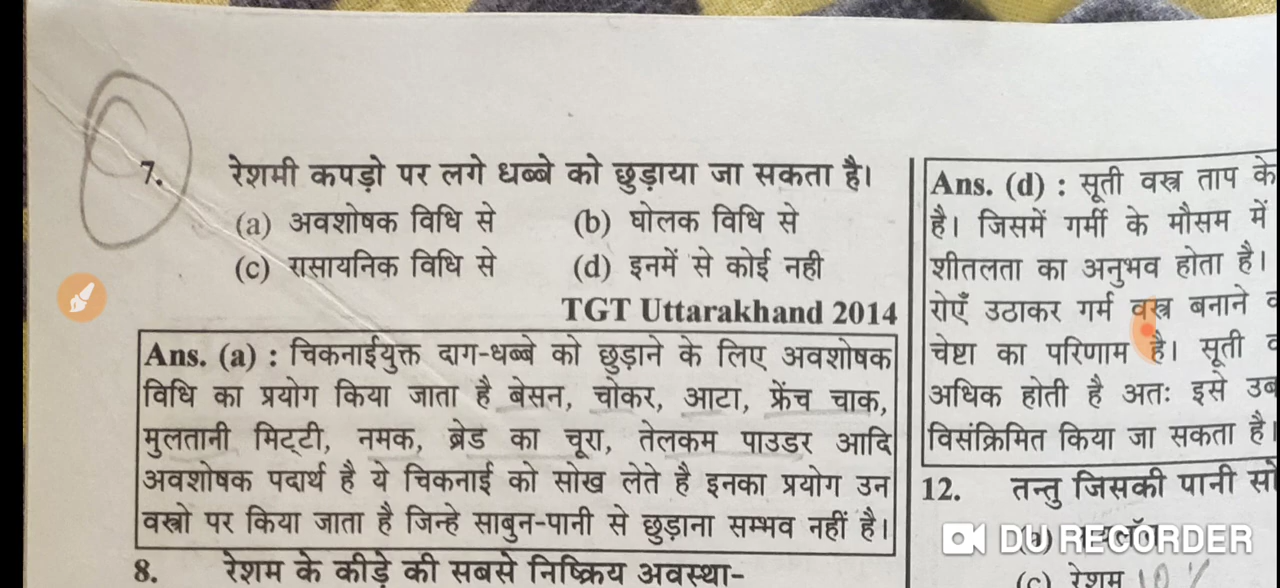 7. रेशमी कपड़ो पर लगे धब्बे को छुड़ाया जा सकता है।
(a) अवशोषक विधि से (b) घोलक विधि से
(c) रासायनिक विधि से (d) इनमें से कोई नही
TGT Uttarakhand 2014
Ans. (a) : चिकनाईयुक्त दाग-धब्बे को छुड़ाने के लिए अवशोषक
विधि का प्रयोग किया जाता है बेसन, चोकर, आटा, फ्रेंच चाक,
मुलतानी मिट्टी, नमक, ब्रेड का चूरा, तेलकम पाउडर आदि
अवशोषक पदार्थ है ये चिकनाई को सोख लेते है इनका प्रयोग उन
वस्त्रो पर किया जाता है जिन्हे साबुन-पानी से छुड़ाना सम्भव नहीं है।
8. रेशम के कीड़े की सबसे निष्क्रिय अवस्था-
Ans. (d) : सूती वस्त्र ताप के
है। जिसमें गर्मी के मौसम में
शीतलता का अनुभव होता है।
रोएँ उठाकर गर्म वस्त्र बनाने
चेष्टा का परिणाम है। सूती
अधिक होती है अतः इसे
विसंक्रिमित किया जा सकता है।
12. तन्तु जिसकी पानी
DU RECORDER
(c) रेशम